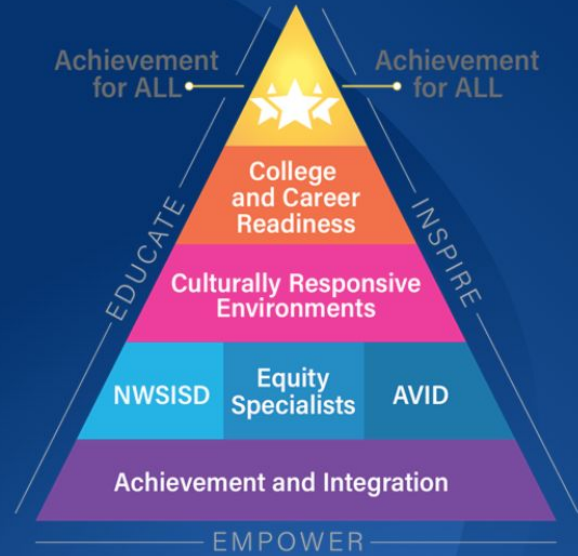 Achievement
for ALL
Achievement
for ALL
College
and Career
Readiness
EDUCATE
INSPIRE
Culturally Responsive
Environments
NWSISD
Equity
Specialists
AVID
Achievement and Integration
EMPOWER